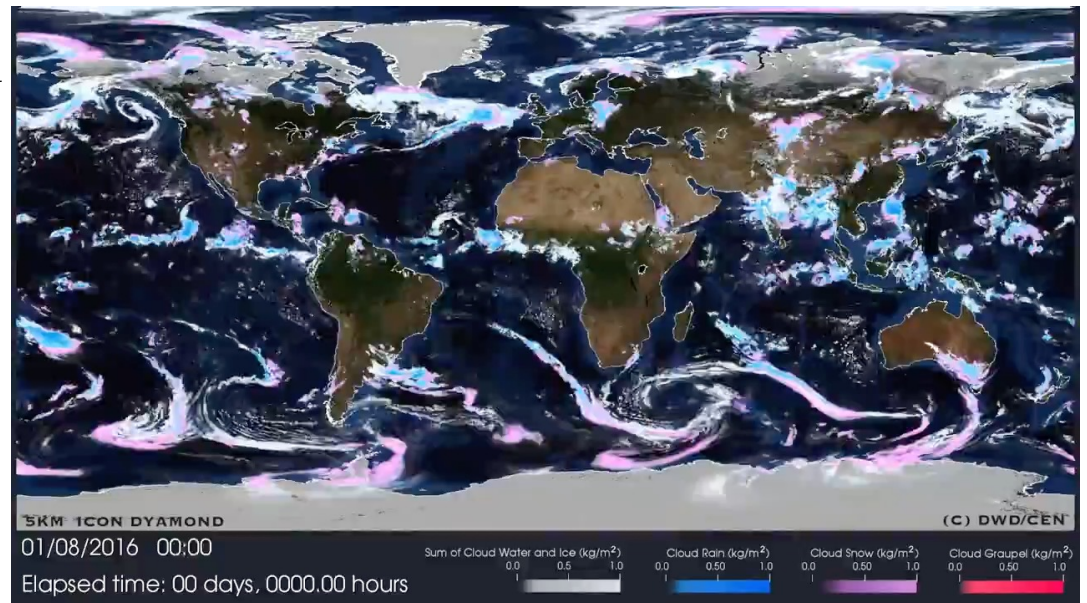 5KM ICON DYAMOND
(C) DWD/CEN
01/08/2016 00:00
Elapsed time: 00 days, 0000.00 hours
Sum of Cloud Water and Ice (kg/m²)
0.0 0.5 1.0
Cloud Rain (kg/m²)
0.0 0.50 1.0
Cloud Snow (kg/m²)
0.0 0.50 1.0
Cloud Graupel (kg/m²)
0.0 0.50 1.0